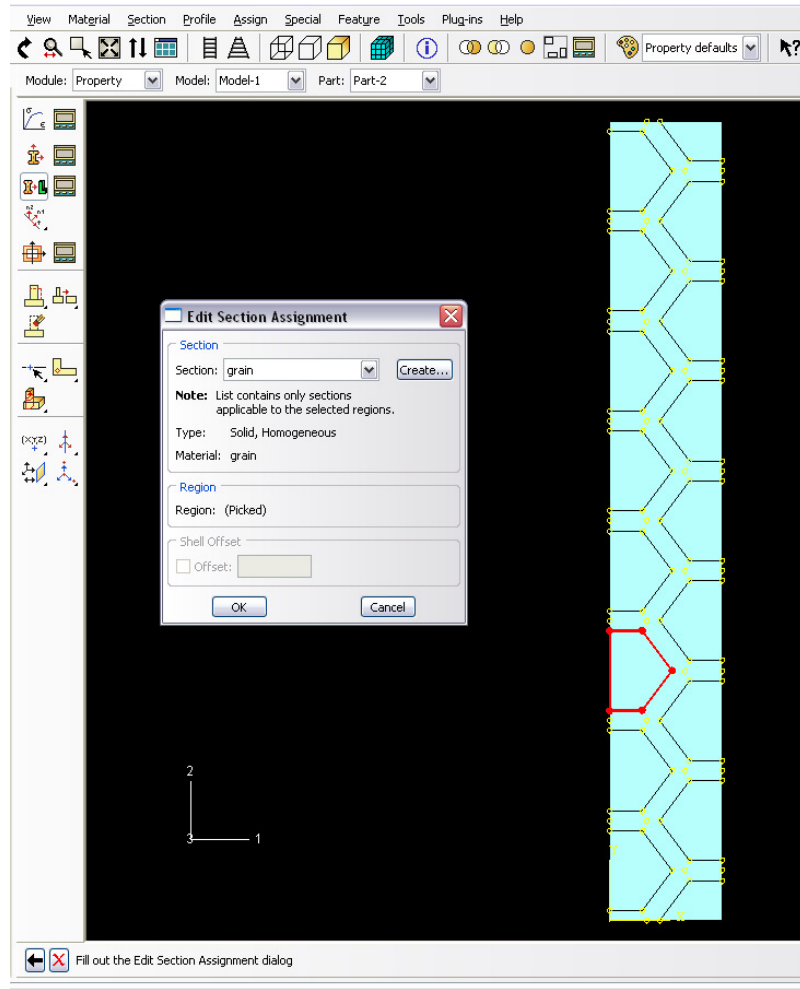 View Material Section Profile Assign Special Feature Tools Plug-ins Help
Property defaults
Module: Property Model: Model-1 Part: Part-2
Edit Section Assignment
Section
Section: grain Create...
Note: List contains only sections
applicable to the selected regions.
Type: Solid, Homogeneous
Material: grain
Region
Region: (Picked)
Shell Offset
Offset:
OK Cancel
(XYZ)
2
3 1
Y
X
Fill out the Edit Section Assignment dialog